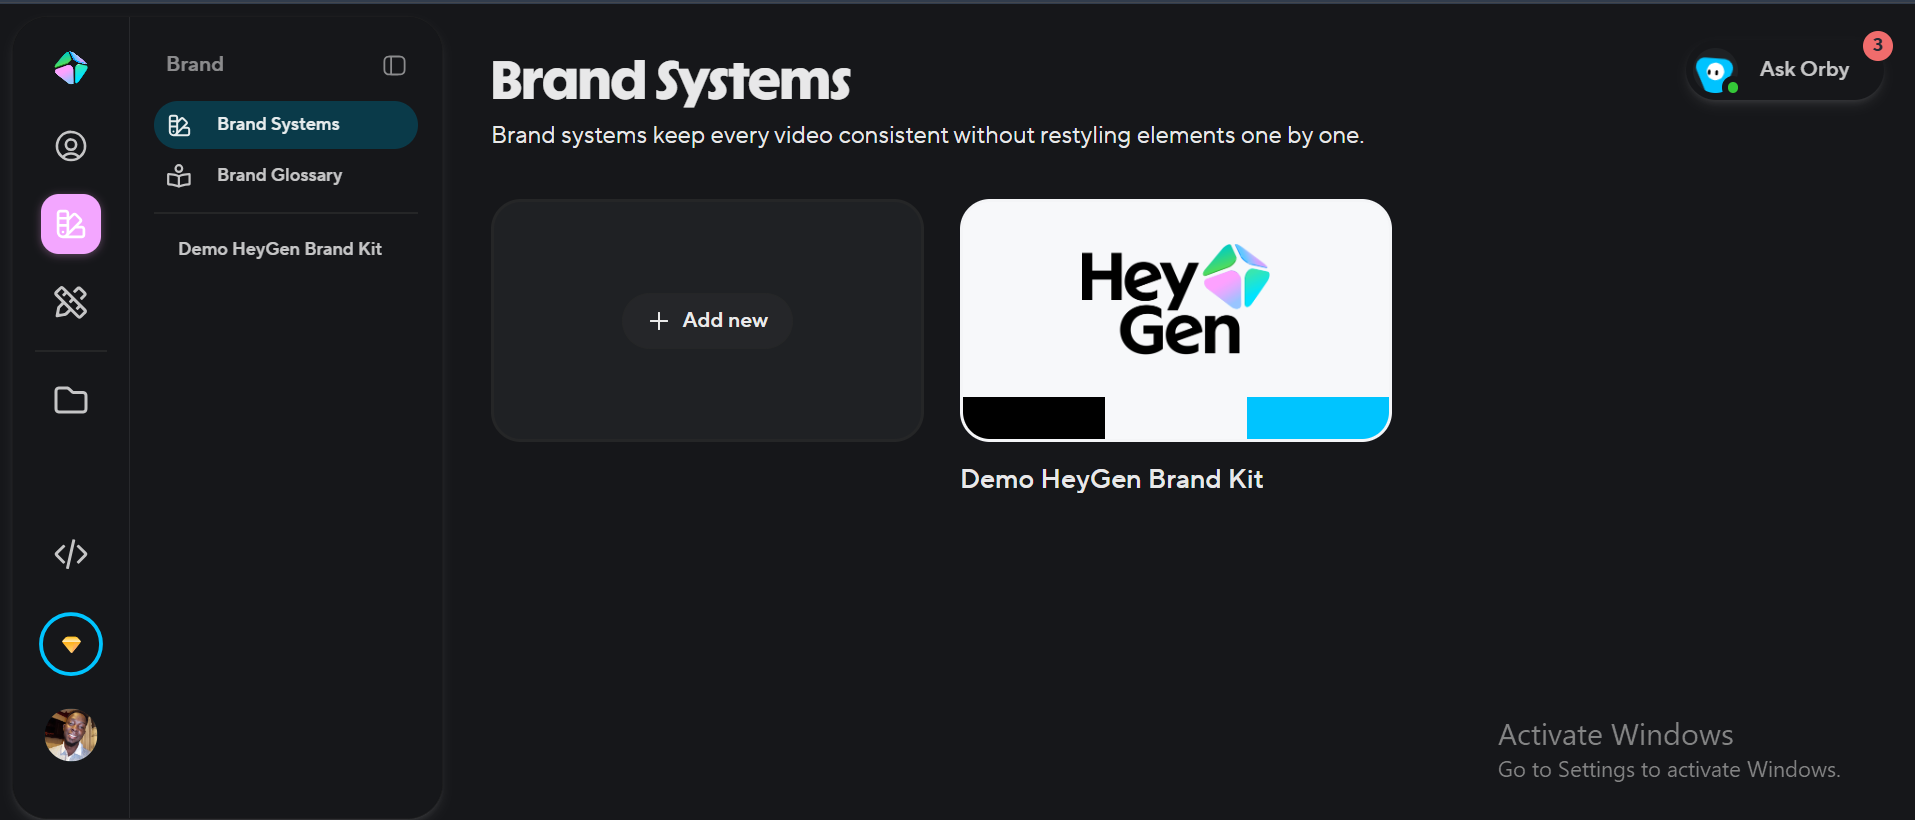 Brand
Brand Systems
Brand Glossary
Demo HeyGen Brand Kit
Brand Systems
Brand systems keep every video consistent without restyling elements one by one.
Ask Orby
3
Add new
Hey
Gen
Demo HeyGen Brand Kit
Activate Windows
Go to Settings to activate Windows.